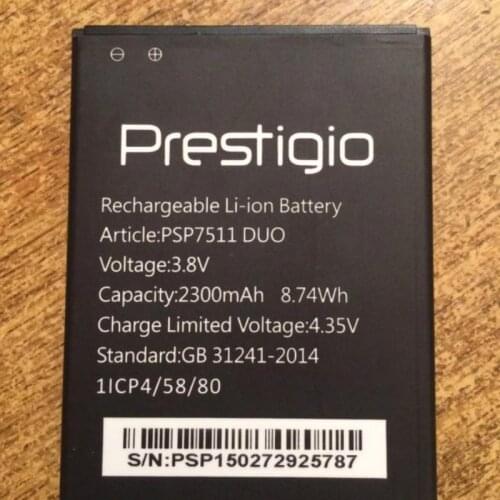 ⊖ ⊕
Prestigio
Rechargeable Li-ion Battery
Article:PSP7511 DUO
Voltage:3.8V
Capacity:2300mAh 8.74Wh
Charge Limited Voltage:4.35V
Standard:GB 31241-2014
1ICP4/58/80
S/N:PSP150272925787